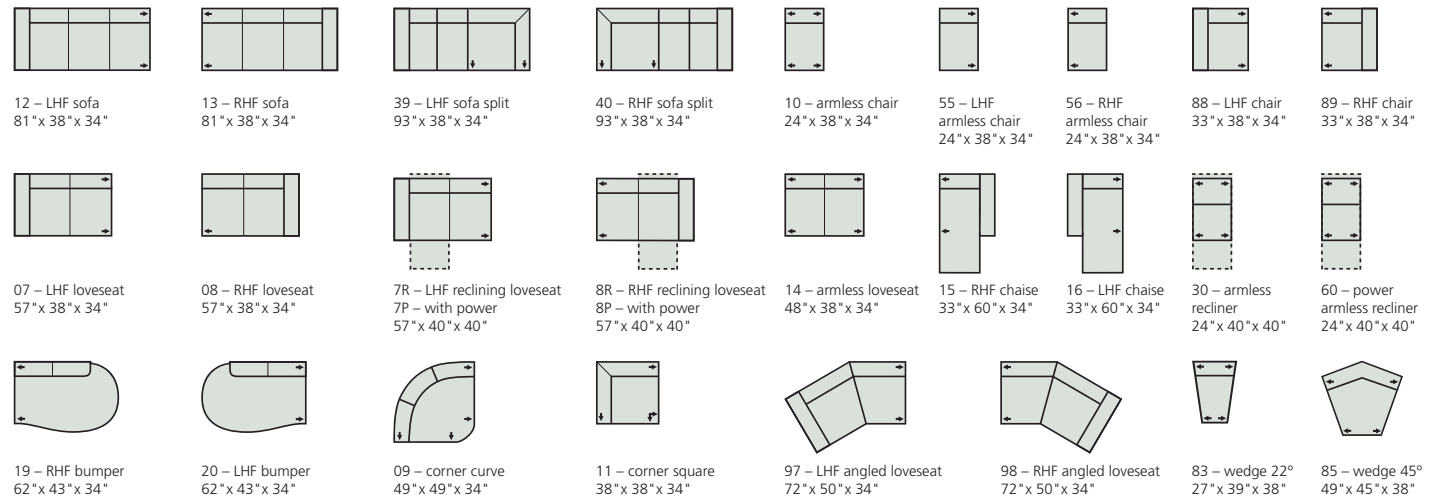 12 – LHF sofa
81"x 38"x 34"
13 – RHF sofa
81"x 38"x 34"
39 – LHF sofa split
93"x 38"x 34"
40 – RHF sofa split
93"x 38"x 34"
10 – armless chair
24"x 38"x 34"
55 – LHF
armless chair
24"x 38"x 34"
56 – RHF
armless chair
24"x 38"x 34"
88 – LHF chair
33"x 38"x 34"
89 – RHF chair
33"x 38"x 34"
07 – LHF loveseat
57"x 38"x 34"
08 – RHF loveseat
57"x 38"x 34"
7R – LHF reclining loveseat
7P – with power
57"x 40"x 40"
8R – RHF reclining loveseat
8P – with power
57"x 40"x 40"
14 – armless loveseat
48"x 38"x 34"
15 – RHF chaise
33"x 60"x 34"
16 – LHF chaise
33"x 60"x 34"
30 – armless
recliner
24"x 40"x 40"
60 – power
armless recliner
24"x 40"x 40"
19 – RHF bumper
62"x 43"x 34"
20 – LHF bumper
62"x 43"x 34"
09 – corner curve
49"x 49"x 34"
11 – corner square
38"x 38"x 34"
97 – LHF angled loveseat
72"x 50"x 34"
98 – RHF angled loveseat
72"x 50"x 34"
83 – wedge 22º
27"x 39"x 38"
85 – wedge 45º
49"x 45"x 38"